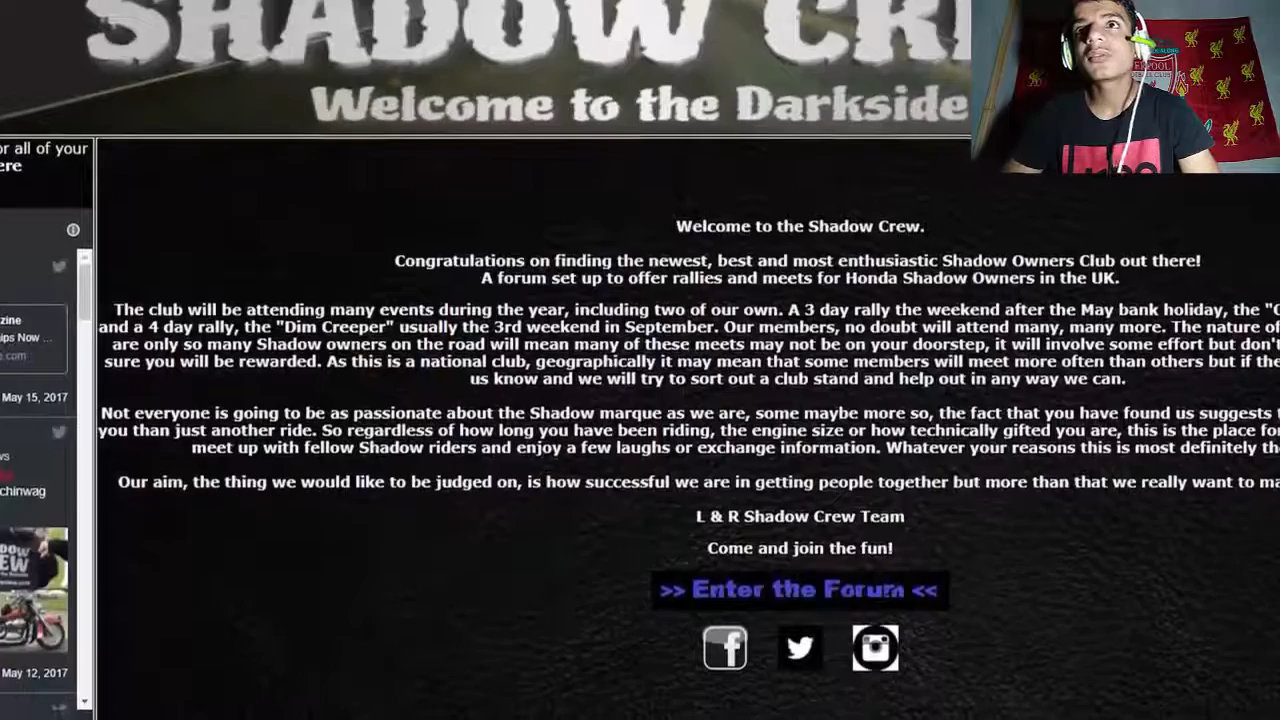 SHADOW
Welcome to the Darkside
or all of your
ere
Welcome to the Shadow Crew.
Congratulations on finding the newest, best and most enthusiastic Shadow Owners Club out there!
A forum set up to offer rallies and meets for Honda Shadow Owners in the UK.
The club will be attending many events during the year, including two of our own. A 3 day rally the weekend after the May bank holiday, the
and a 4 day rally, the "Dim Creeper" usually the 3rd weekend in September. Our members, no doubt will attend many, many more. The nature of
are only so many Shadow owners on the road will mean many of these meets may not be on your doorstep, it will involve some effort but don't
sure you will be rewarded. As this is a national club, geographically it may mean that some members will meet more often than others but if the
us know and we will try to sort out a club stand and help out in any way we can.
Not everyone is going to be as passionate about the Shadow marque as we are, some maybe more so, the fact that you have found us suggests
you than just another ride. So regardless of how long you have been riding, the engine size or how technically gifted you are, this is the place for
meet up with fellow Shadow riders and enjoy a few laughs or exchange information. Whatever your reasons this is most definitely the
Our aim, the thing we would like to be judged on, is how successful we are in getting people together but more than that we really want to ma
L & R Shadow Crew Team
Come and join the fun!
>> Enter the Forum <<
zine
ips Now ...
e.com
May 15, 2017
ws
chinwag
May 12, 2017